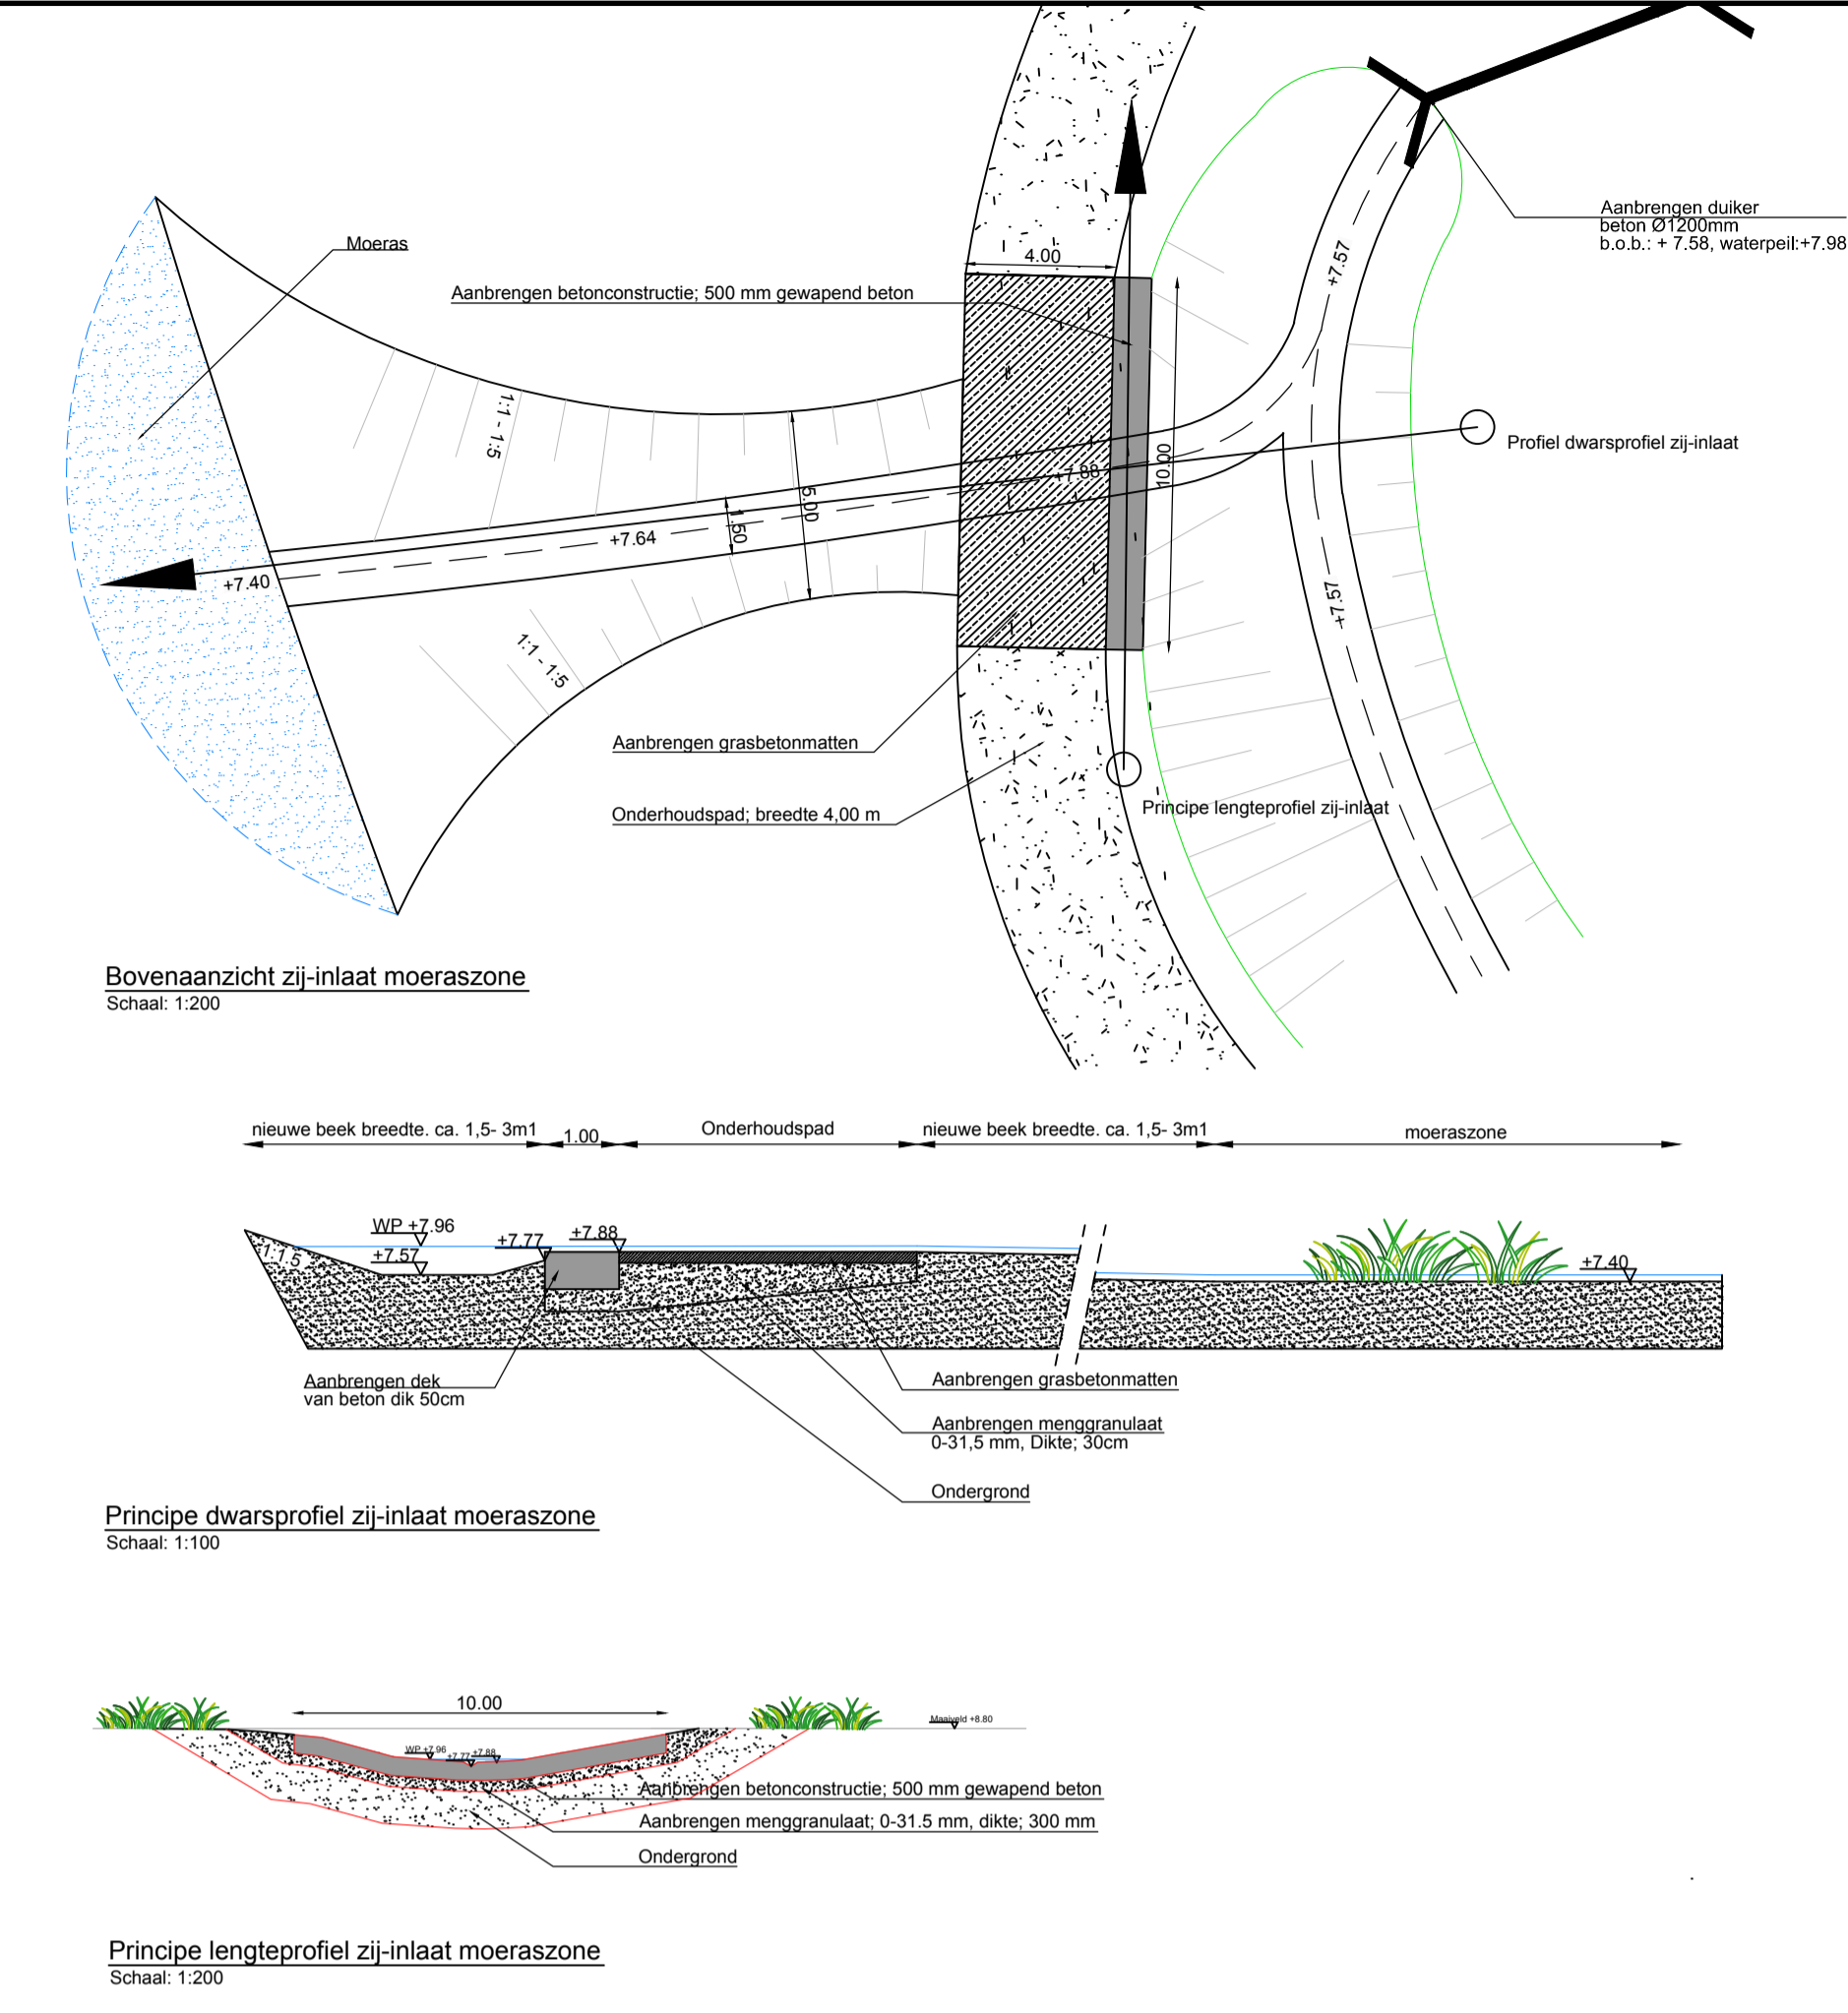 Aanbrengen duiker
beton Ø1200mm
b.o.b.: + 7.58, waterpeil:+7.98
Moeras
4.00
+7.57
Aanbrengen betonconstructie; 500 mm gewapend beton
1:1 - 1:5
Profiel dwarsprofiel zij-inlaat
10.00
+7.88
5.00
1.50
+7.64
+7.40
+7.57
1:1 - 1:5
Aanbrengen grasbetonmatten
Onderhoudspad; breedte 4,00 m
Principe lengteprofiel zij-inlaat
Bovenaanzicht zij-inlaat moeraszone
Schaal: 1:200
nieuwe beek breedte. ca. 1,5- 3m1
1.00
Onderhoudspad
nieuwe beek breedte. ca. 1,5- 3m1
moeraszone
WP +7.96
+7.77
+7.88
1:1.5
+7.57
+7.40
Aanbrengen dek
van beton dik 50cm
Aanbrengen grasbetonmatten
Aanbrengen menggranulaat
0-31,5 mm, Dikte; 30cm
Ondergrond
Principe dwarsprofiel zij-inlaat moeraszone
Schaal: 1:100
10.00
Maaiveld +8.80
WP +7.96
+7.77
+7.88
Aanbrengen betonconstructie; 500 mm gewapend beton
Aanbrengen menggranulaat; 0-31.5 mm, dikte; 300 mm
Ondergrond
Principe lengteprofiel zij-inlaat moeraszone
Schaal: 1:200